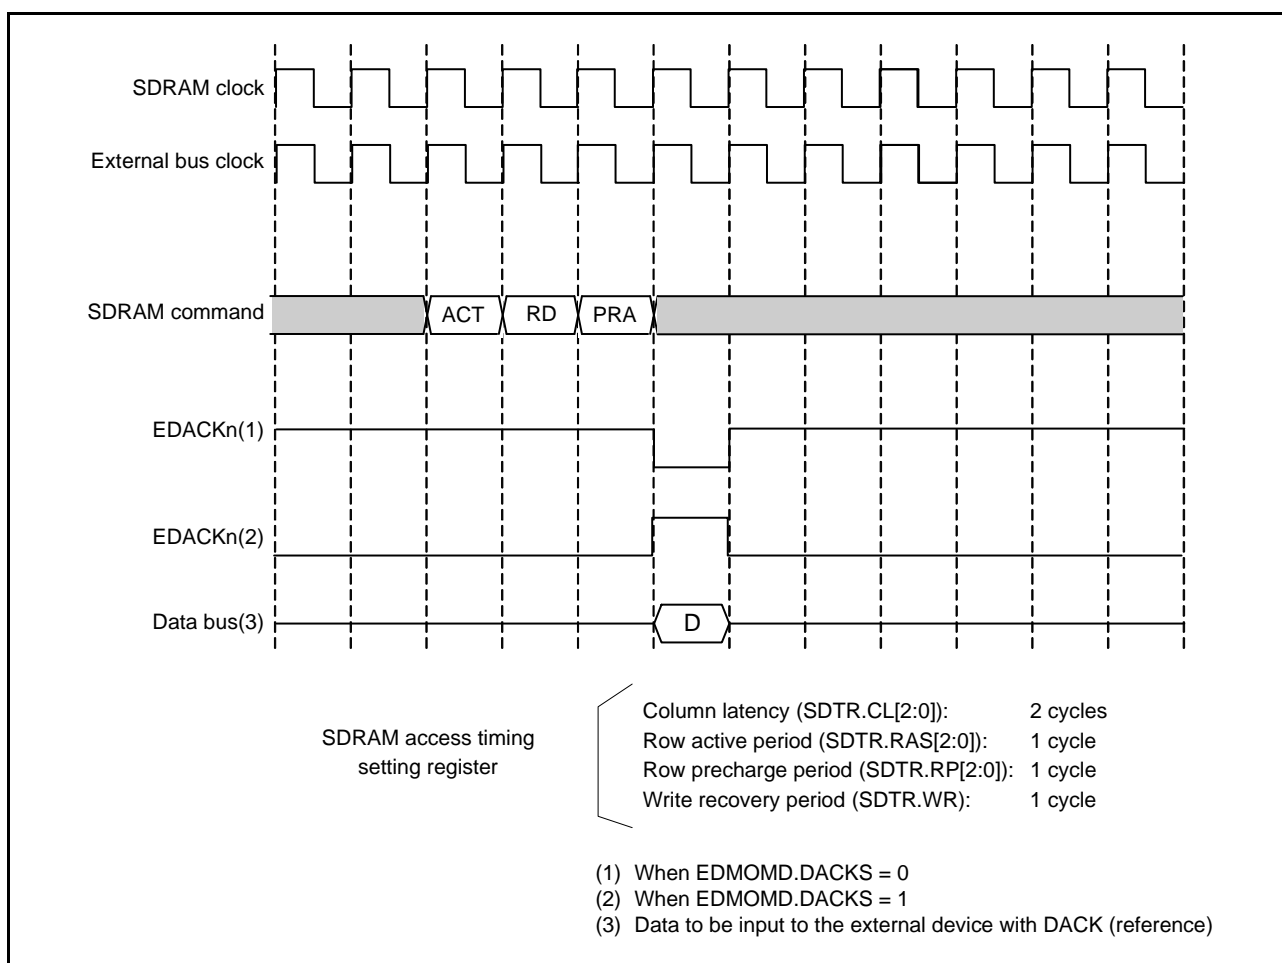 SDRAM clock
External bus clock
SDRAM command ACT RD PRA
EDACKn(1)
EDACKn(2)
Data bus(3) D
SDRAM access timing
setting register
Column latency (SDTR.CL[2:0]): 2 cycles
Row active period (SDTR.RAS[2:0]): 1 cycle
Row precharge period (SDTR.RP[2:0]): 1 cycle
Write recovery period (SDTR.WR): 1 cycle
(1) When EDMOMD.DACKS = 0
(2) When EDMOMD.DACKS = 1
(3) Data to be input to the external device with DACK (reference)